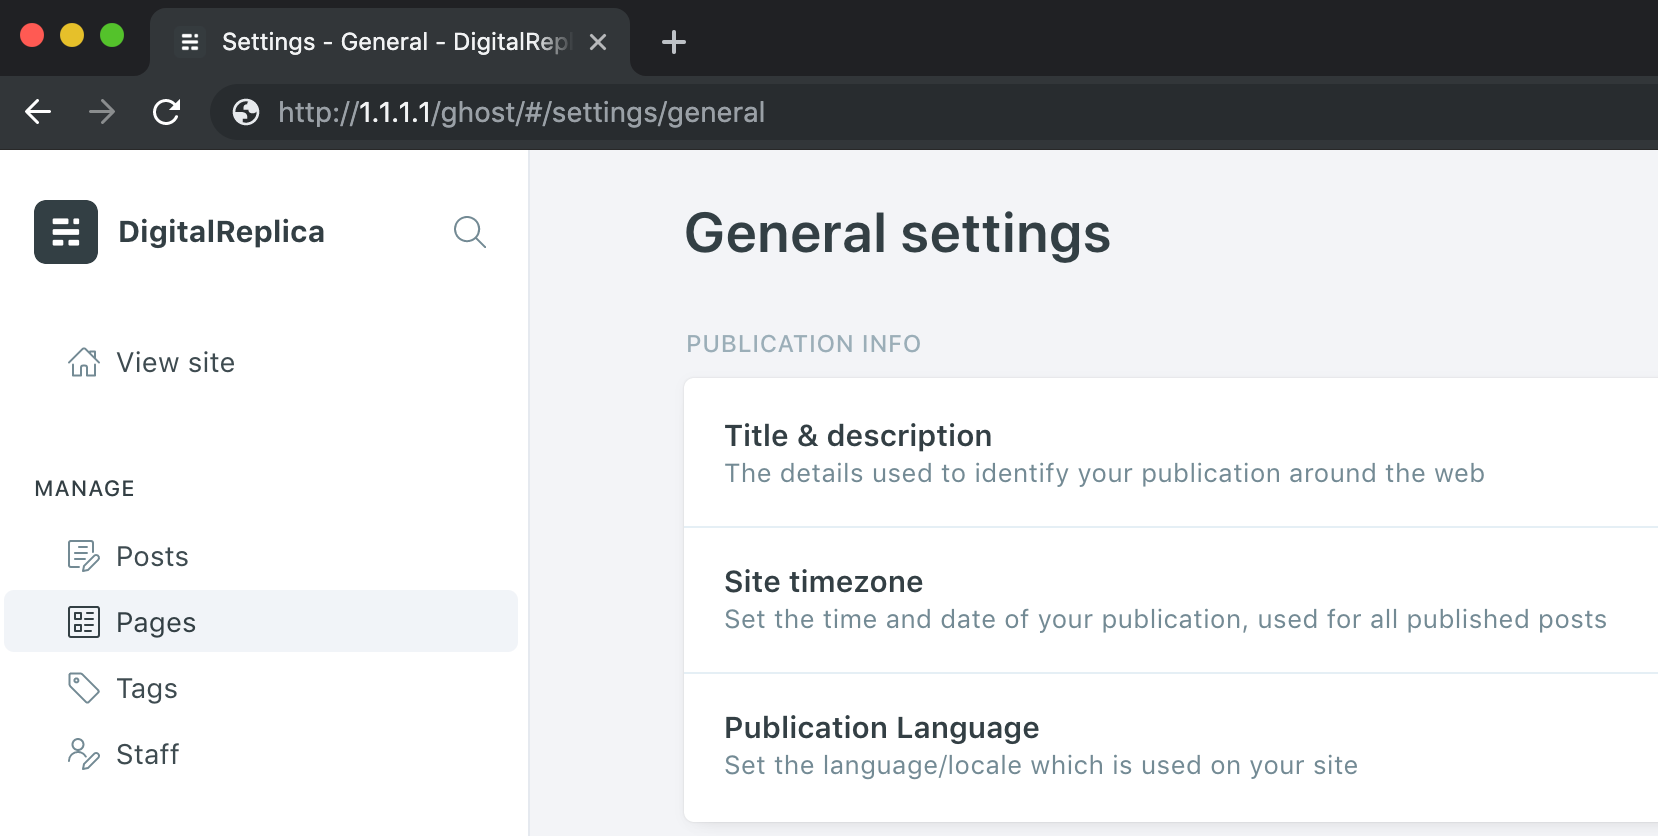 Settings - General - DigitalRepl
http://1.1.1.1/ghost/#/settings/general
DigitalReplica
View site
MANAGE
Posts
Pages
Tags
Staff
General settings
PUBLICATION INFO
Title & description
The details used to identify your publication around the web
Site timezone
Set the time and date of your publication, used for all published posts
Publication Language
Set the language/locale which is used on your site